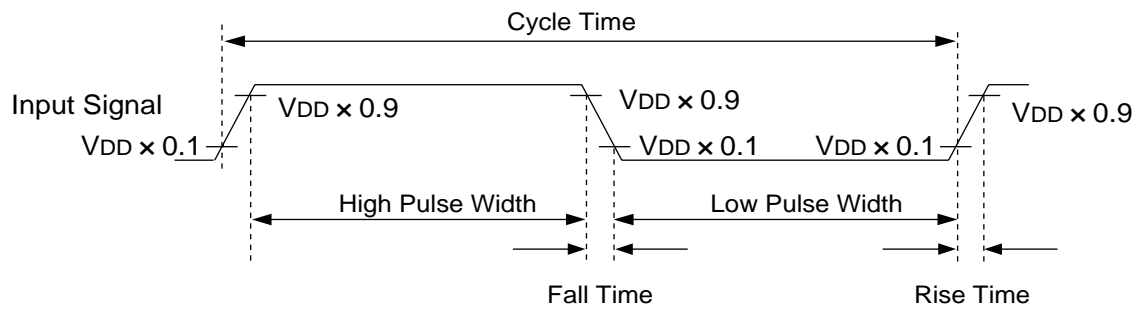 Cycle Time
Input Signal
VDD × 0.9
VDD × 0.9
VDD × 0.9
VDD × 0.1
VDD × 0.1
VDD × 0.1
High Pulse Width
Low Pulse Width
Fall Time
Rise Time